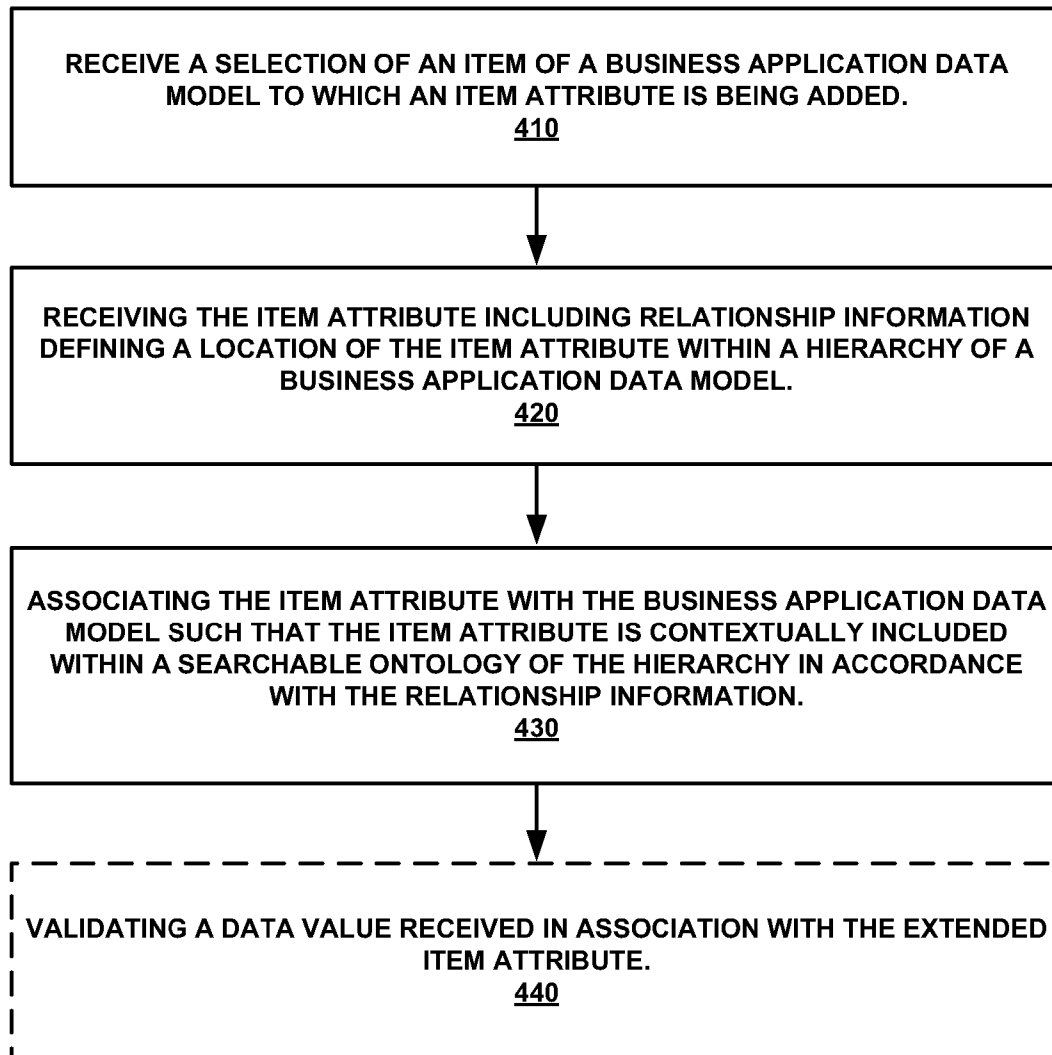 RECEIVE A SELECTION OF AN ITEM OF A BUSINESS APPLICATION DATA
MODEL TO WHICH AN ITEM ATTRIBUTE IS BEING ADDED.
410
RECEIVING THE ITEM ATTRIBUTE INCLUDING RELATIONSHIP INFORMATION
DEFINING A LOCATION OF THE ITEM ATTRIBUTE WITHIN A HIERARCHY OF A
BUSINESS APPLICATION DATA MODEL.
420
ASSOCIATING THE ITEM ATTRIBUTE WITH THE BUSINESS APPLICATION DATA
MODEL SUCH THAT THE ITEM ATTRIBUTE IS CONTEXTUALLY INCLUDED
WITHIN A SEARCHABLE ONTOLOGY OF THE HIERARCHY IN ACCORDANCE
WITH THE RELATIONSHIP INFORMATION.
430
VALIDATING A DATA VALUE RECEIVED IN ASSOCIATION WITH THE EXTENDED
ITEM ATTRIBUTE.
440